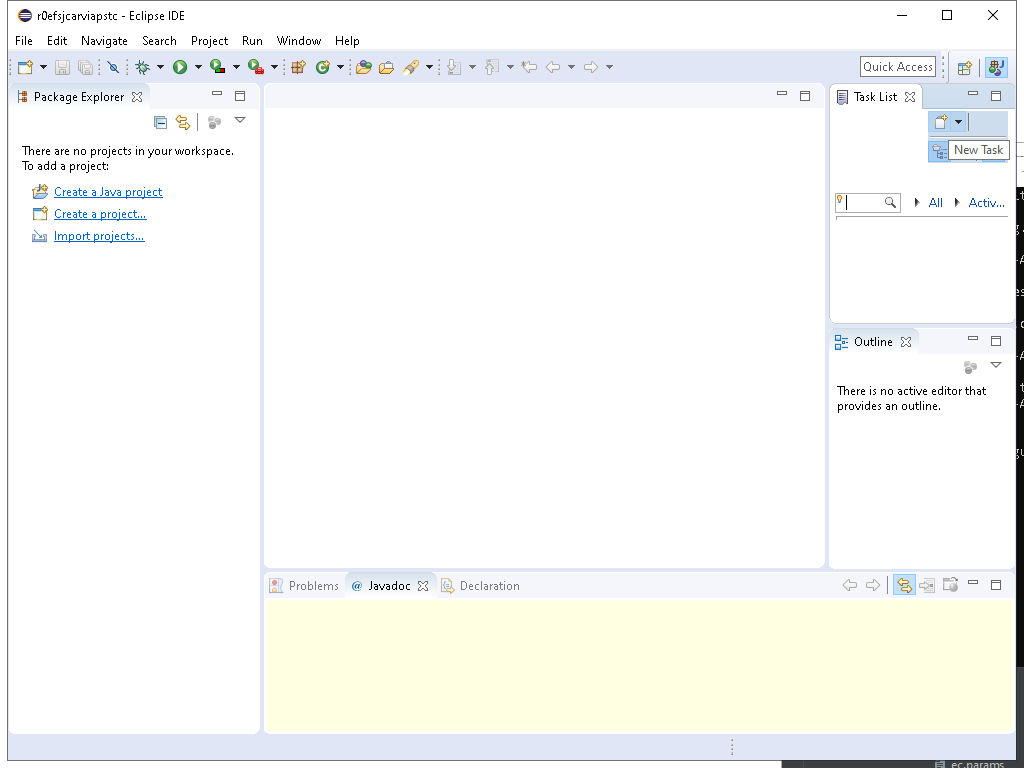 r0efsjcarviapstc - Eclipse IDE
File Edit Navigate Search Project Run Window Help
Quick Access
Package Explorer
Task List
New Task
There are no projects in your workspace.
To add a project:
Create a Java project
Create a project...
Import projects...
All Activ...
Outline
There is no active editor that
provides an outline.
Problems @ Javadoc Declaration
ec.params